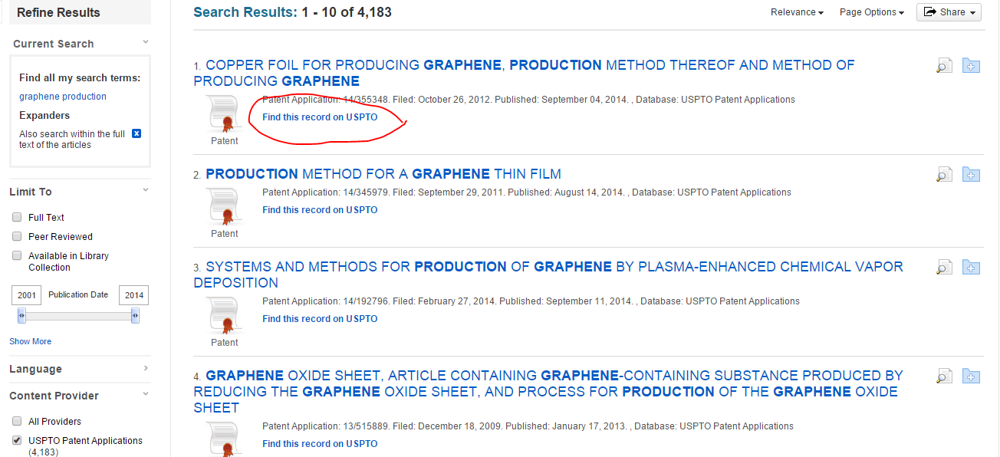 Refine Results
Current Search
Find all my search terms:
graphene production
Expanders
Also search within the full
text of the articles
x
Limit To
Full Text
Peer Reviewed
Available in Library
Collection
2001 Publication Date 2014
Show More
Language
Content Provider
All Providers
USPTO Patent Applications
(4,183)
Search Results: 1 - 10 of 4,183
Relevance Page Options Share
1. COPPER FOIL FOR PRODUCING GRAPHENE, PRODUCTION METHOD THEREOF AND METHOD OF
PRODUCING GRAPHENE
Patent Application: 14/355348. Filed: October 26, 2012. Published: September 04, 2014. , Database: USPTO Patent Applications
Find this record on USPTO
Patent
2. PRODUCTION METHOD FOR A GRAPHENE THIN FILM
Patent Application: 14/345979. Filed: September 29, 2011. Published: August 14, 2014. , Database: USPTO Patent Applications
Find this record on USPTO
Patent
3. SYSTEMS AND METHODS FOR PRODUCTION OF GRAPHENE BY PLASMA-ENHANCED CHEMICAL VAPOR
DEPOSITION
Patent Application: 14/192796. Filed: February 27, 2014. Published: September 11, 2014. , Database: USPTO Patent Applications
Find this record on USPTO
Patent
4. GRAPHENE OXIDE SHEET, ARTICLE CONTAINING GRAPHENE-CONTAINING SUBSTANCE PRODUCED BY
REDUCING THE GRAPHENE OXIDE SHEET, AND PROCESS FOR PRODUCTION OF THE GRAPHENE OXIDE
SHEET
Patent Application: 13/515889. Filed: December 18, 2009. Published: January 17, 2013. , Database: USPTO Patent Applications
Find this record on USPTO